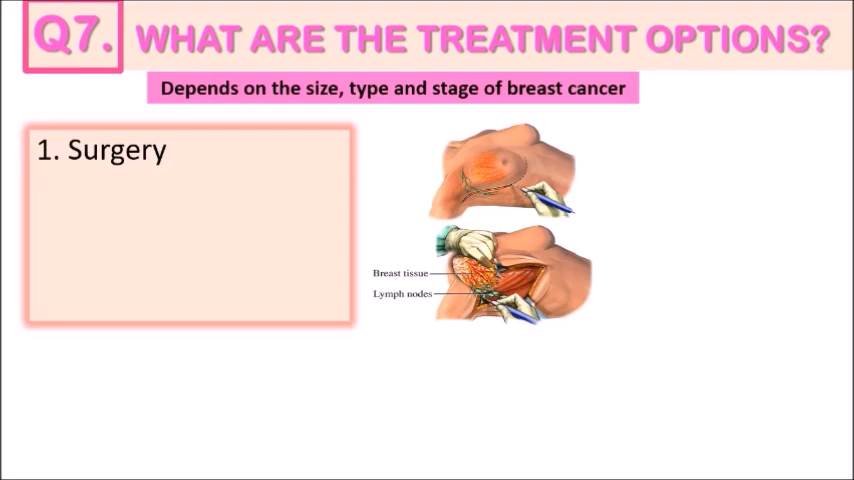 Q7. WHAT ARE THE TREATMENT OPTIONS?
Depends on the size, type and stage of breast cancer
1. Surgery
Breast tissue
Lymph nodes